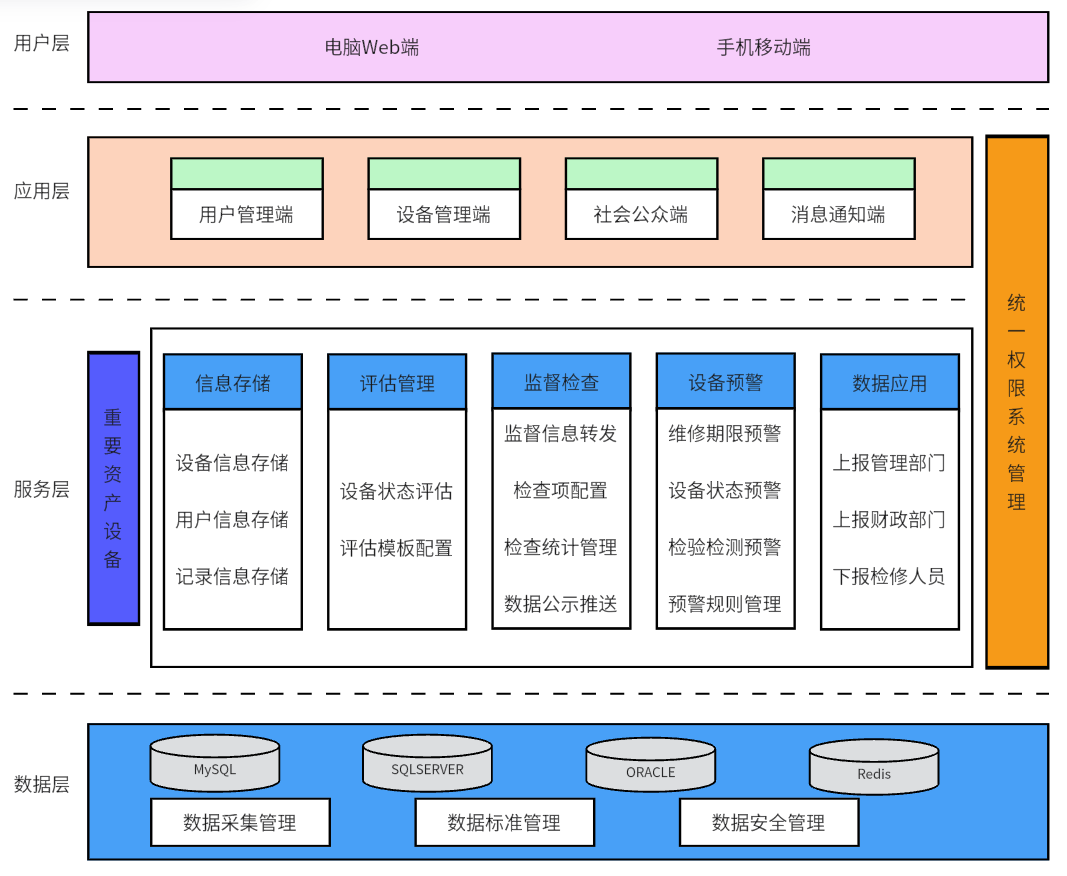 用户层
电脑Web端
手机移动端
应用层
用户管理端
设备管理端
社会公众端
消息通知端
统一权限系统管理
服务层
重要资产设备
信息存储
设备信息存储
用户信息存储
记录信息存储
评估管理
设备状态评估
评估模板配置
监督检查
监督信息转发
检查项配置
检查统计管理
数据公示推送
设备预警
维修期限预警
设备状态预警
检验检测预警
预警规则管理
数据应用
上报管理部门
上报财政部门
下报检修人员
数据层
MySQL
SQLSERVER
ORACLE
Redis
数据采集管理
数据标准管理
数据安全管理